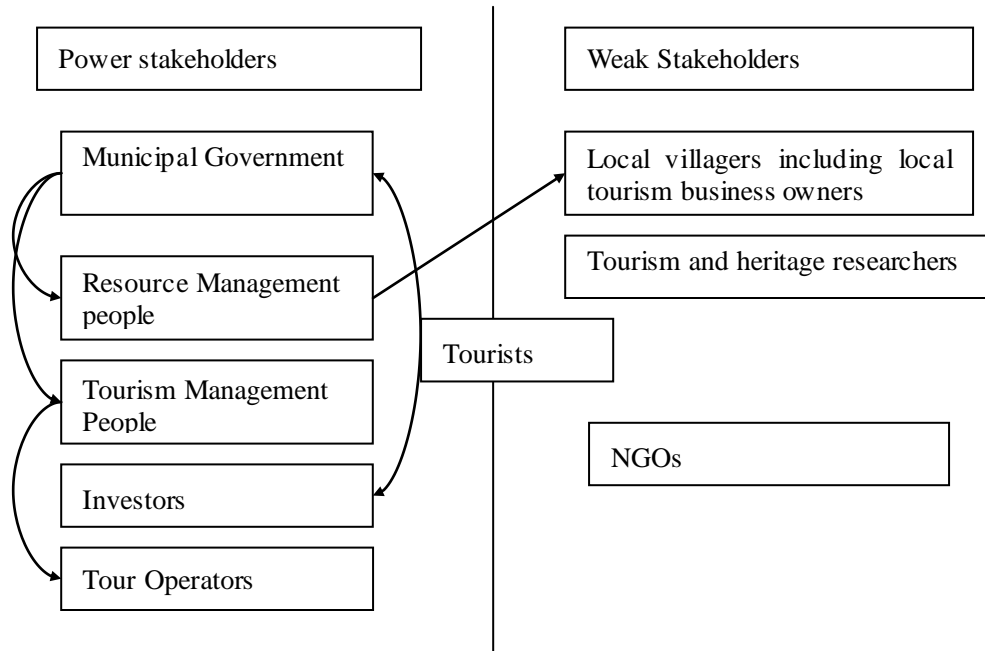 Power stakeholders
Weak Stakeholders
Municipal Government
Local villagers including local
tourism business owners
Resource Management
people
Tourism and heritage researchers
Tourists
Tourism Management
People
NGOs
Investors
Tour Operators